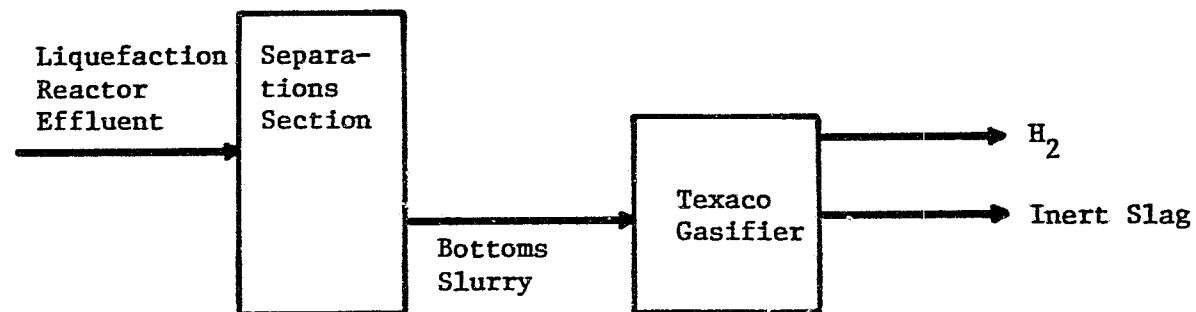 Liquefaction
Reactor
Effluent
Separa-
tions
Section
Bottoms
Slurry
Texaco
Gasifier
H2
Inert Slag